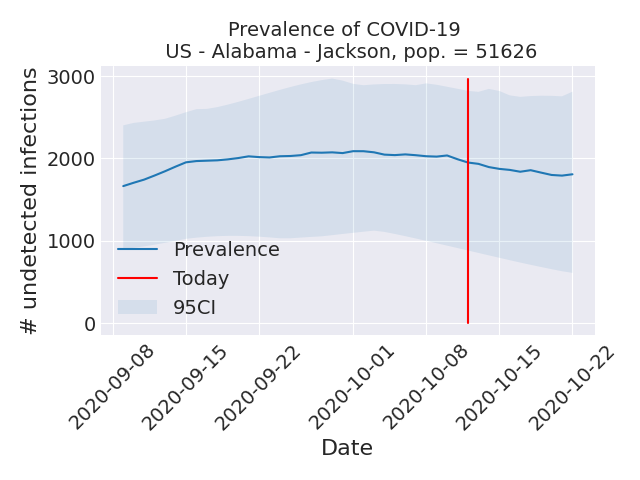 Prevalence of COVID-19
US - Alabama - Jackson, pop. = 51626
# undetected infections
3000
2000
1000
0
Prevalence
Today
95CI
2020-09-08
2020-09-15
2020-09-22
2020-10-01
2020-10-08
2020-10-15
2020-10-22
Date